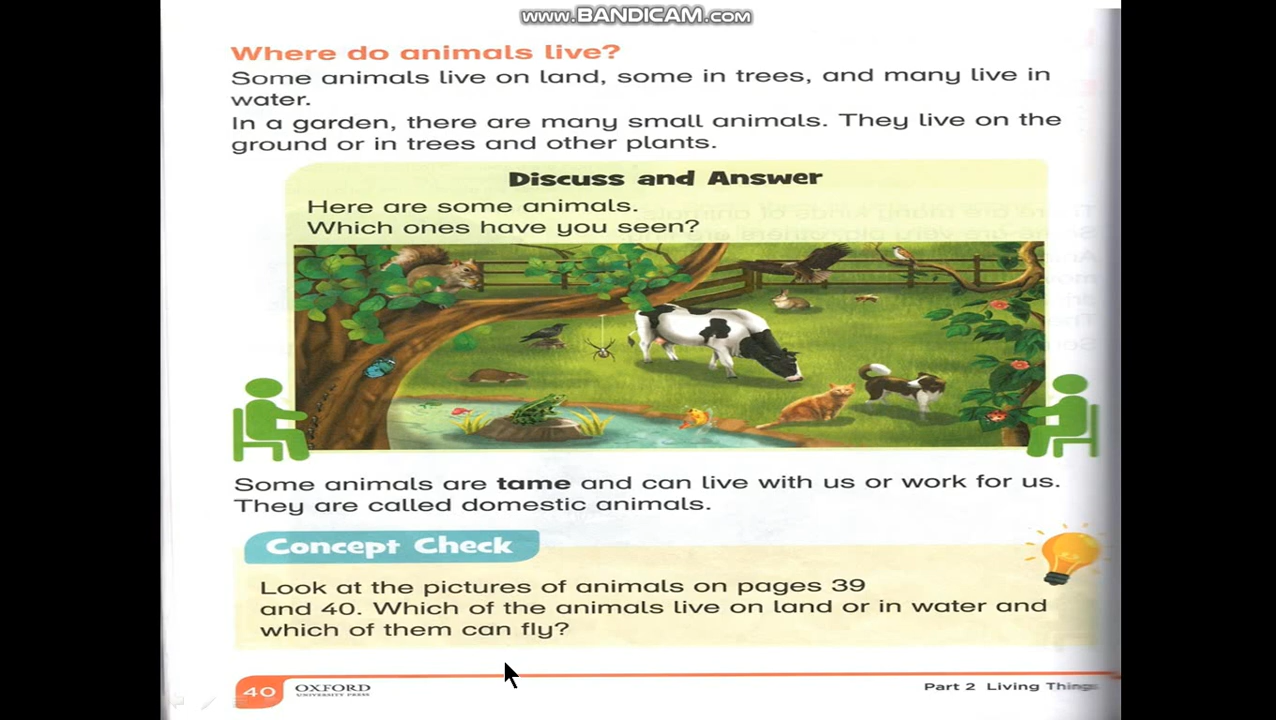 www.BANDICAM.com
Where do animals live?
Some animals live on land, some in trees, and many live in
water.
In a garden, there are many small animals. They live on the
ground or in trees and other plants.
Discuss and Answer
Here are some animals.
Which ones have you seen?
Some animals are tame and can live with us or work for us.
They are called domestic animals.
Concept Check
Look at the pictures of animals on pages 39
and 40. Which of the animals live on land or in water and
which of them can fly?
40 OXFORD
UNIVERSITY PRESS
Part 2 Living Things